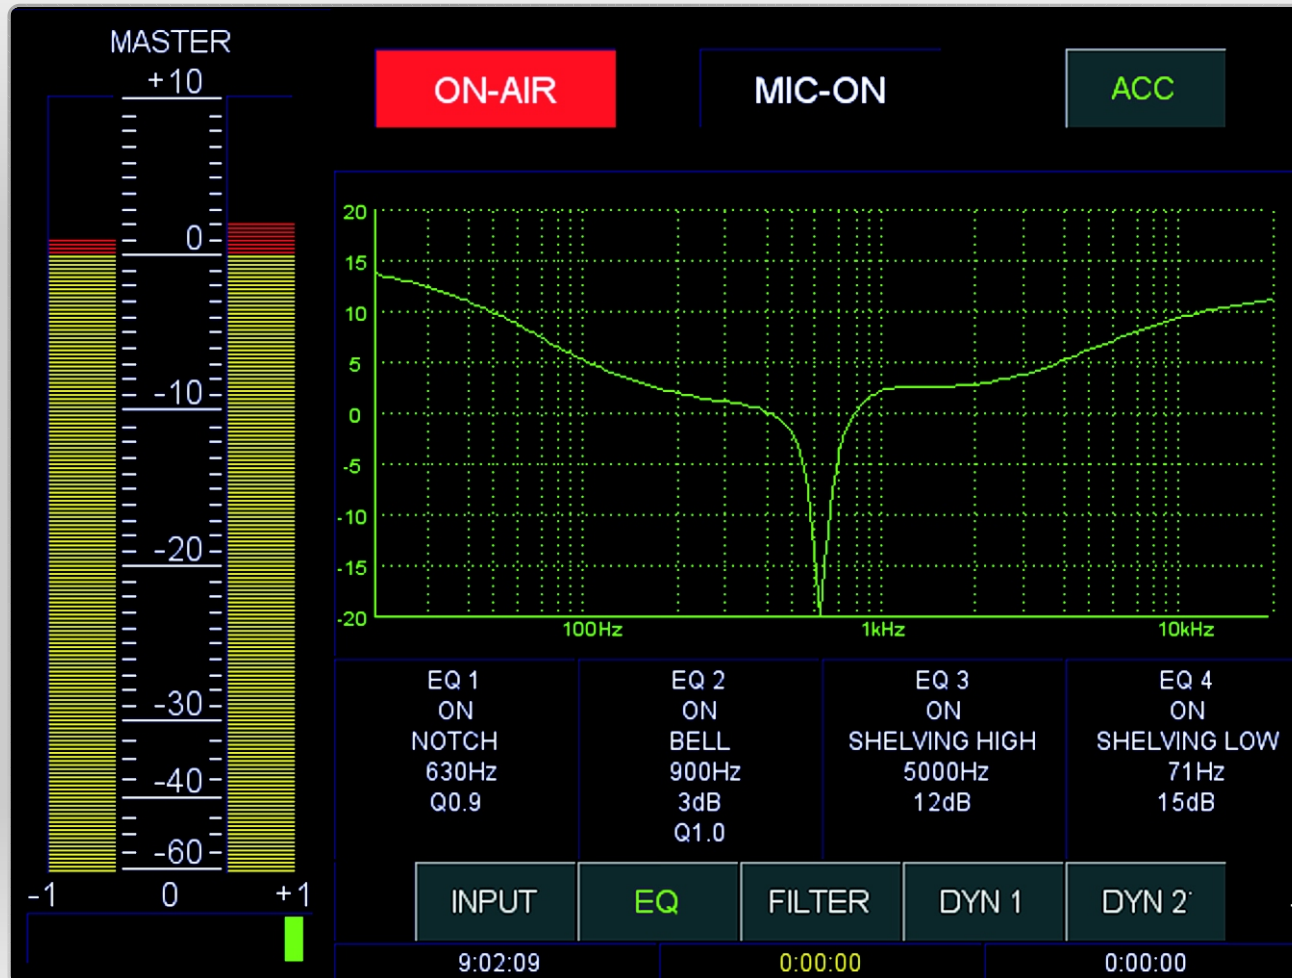 MASTER
+10
0
-10
-20
-30
-40
-60
-1 0 +1
ON-AIR
MIC-ON
ACC
20
15
10
5
0
-5
-10
-15
-20
100Hz 1kHz 10kHz
EQ 1
ON
NOTCH
630Hz
Q0.9
EQ 2
ON
BELL
900Hz
3dB
Q1.0
EQ 3
ON
SHELVING HIGH
5000Hz
12dB
EQ 4
ON
SHELVING LOW
71Hz
15dB
INPUT EQ FILTER DYN 1 DYN 2
9:02:09 0:00:00 0:00:00